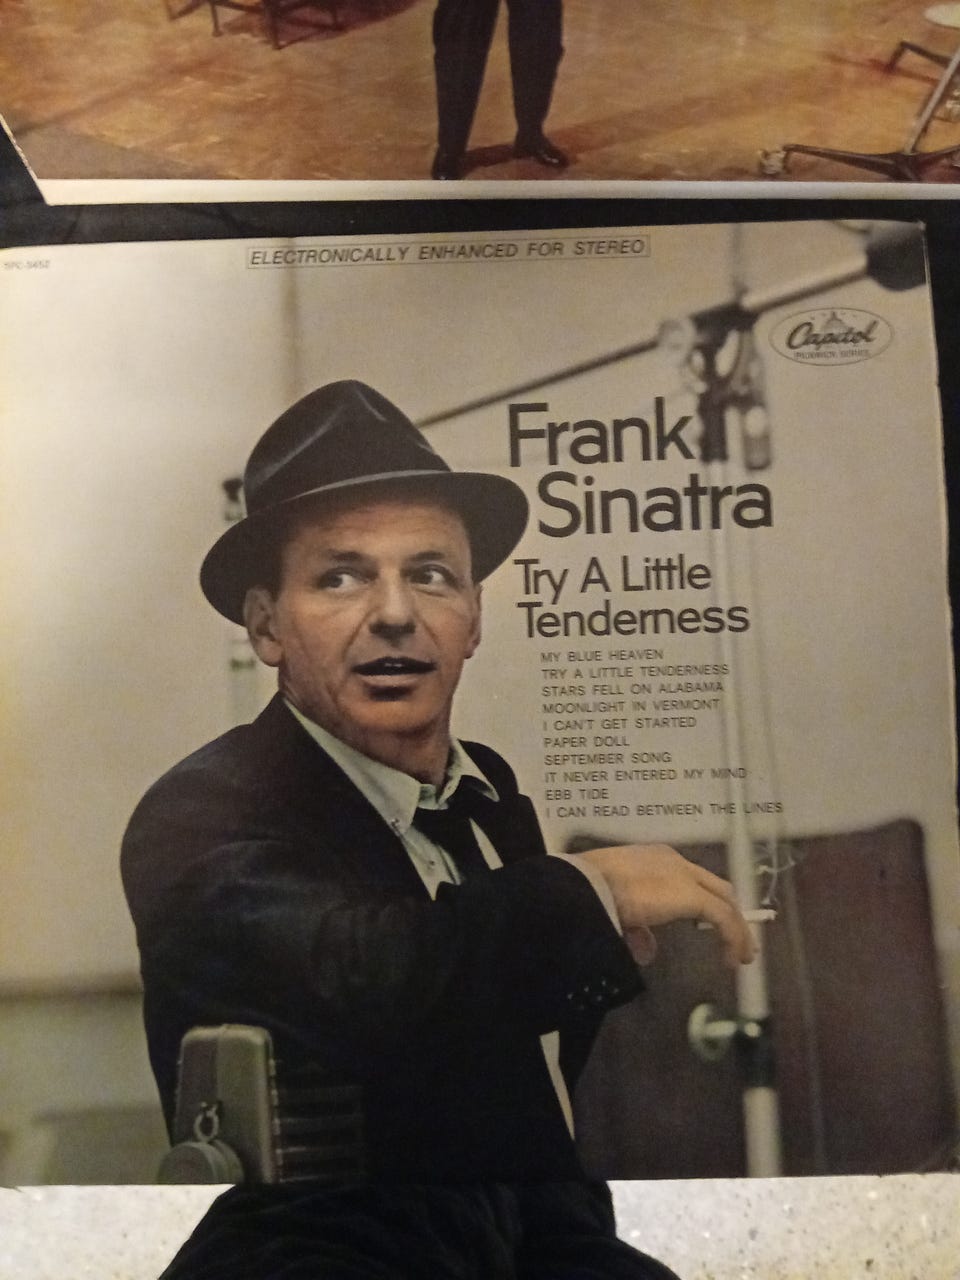 ELECTRONICALLY ENHANCED FOR STEREO
Capitol
Frank
Sinatra
Try A Little
Tenderness
MY BLUE HEAVEN
TRY A LITTLE TENDERNESS
STARS FELL ON ALABAMA
MOONLIGHT IN VERMONT
I CAN'T GET STARTED
PAPER DOLL
SEPTEMBER SONG
IT NEVER ENTERED MY MIND
EBB TIDE
I CAN READ BETWEEN THE LINES